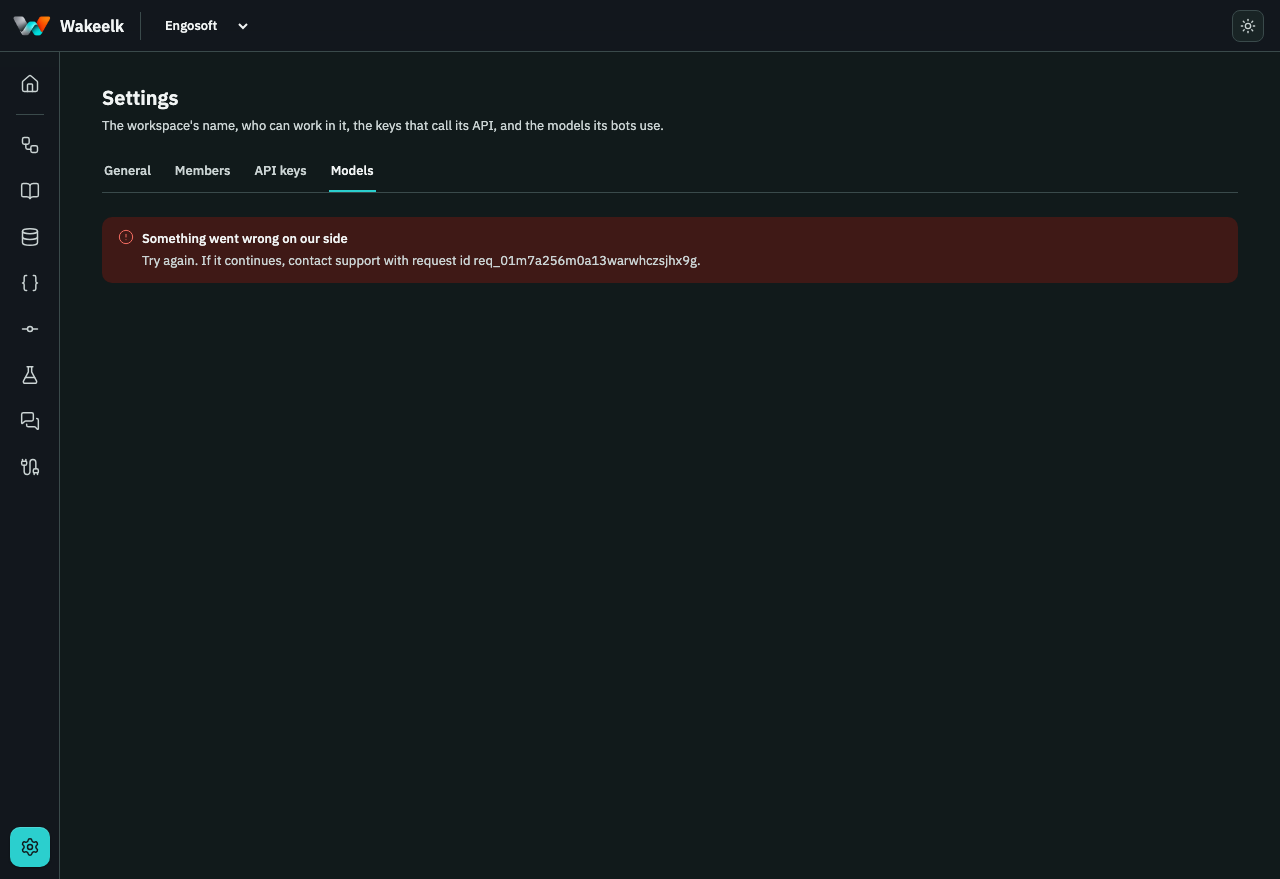 Wakeelk
Engosoft
Settings
The workspace's name, who can work in it, the keys that call its API, and the models its bots use.
General Members API keys Models
Something went wrong on our side
Try again. If it continues, contact support with request id req_01m7a256m0a13warwhczsjhx9g.